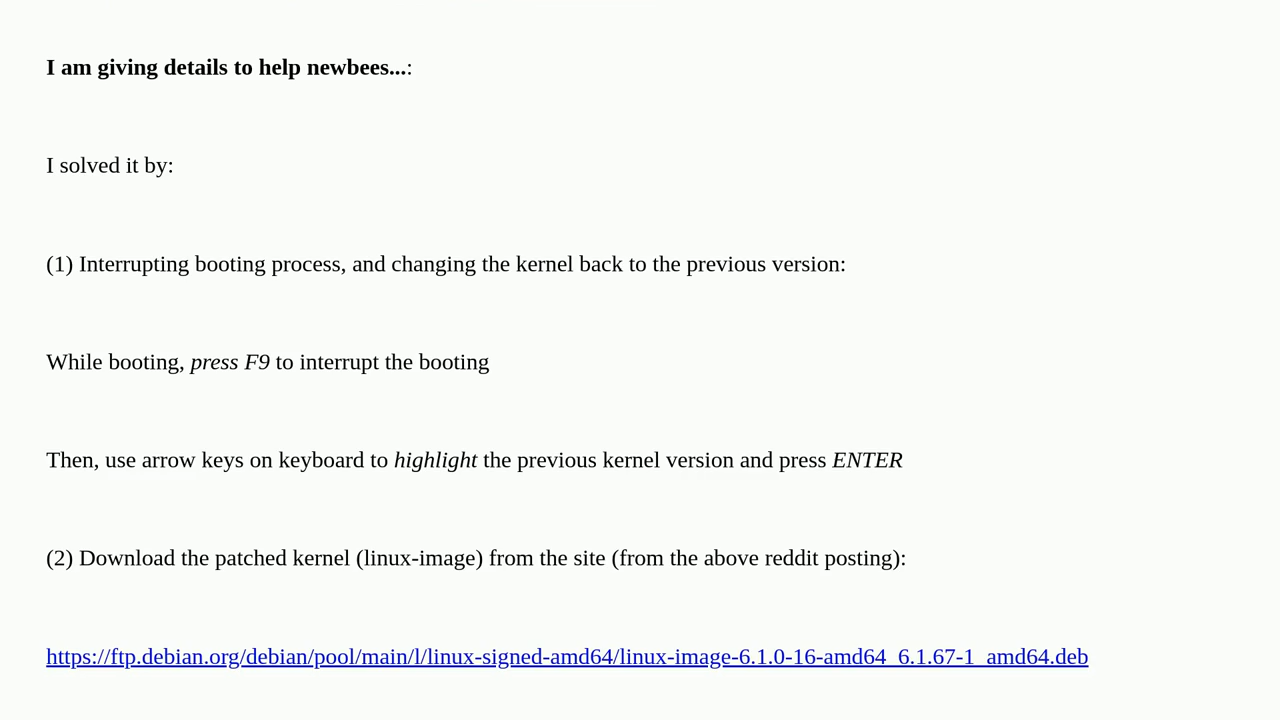 I am giving details to help newbees...:
I solved it by:
(1) Interrupting booting process, and changing the kernel back to the previous version:
While booting, press F9 to interrupt the booting
Then, use arrow keys on keyboard to highlight the previous kernel version and press ENTER
(2) Download the patched kernel (linux-image) from the site (from the above reddit posting):
https://ftp.debian.org/debian/pool/main/l/linux-signed-amd64/linux-image-6.1.0-16-amd64_6.1.67-1_amd64.deb